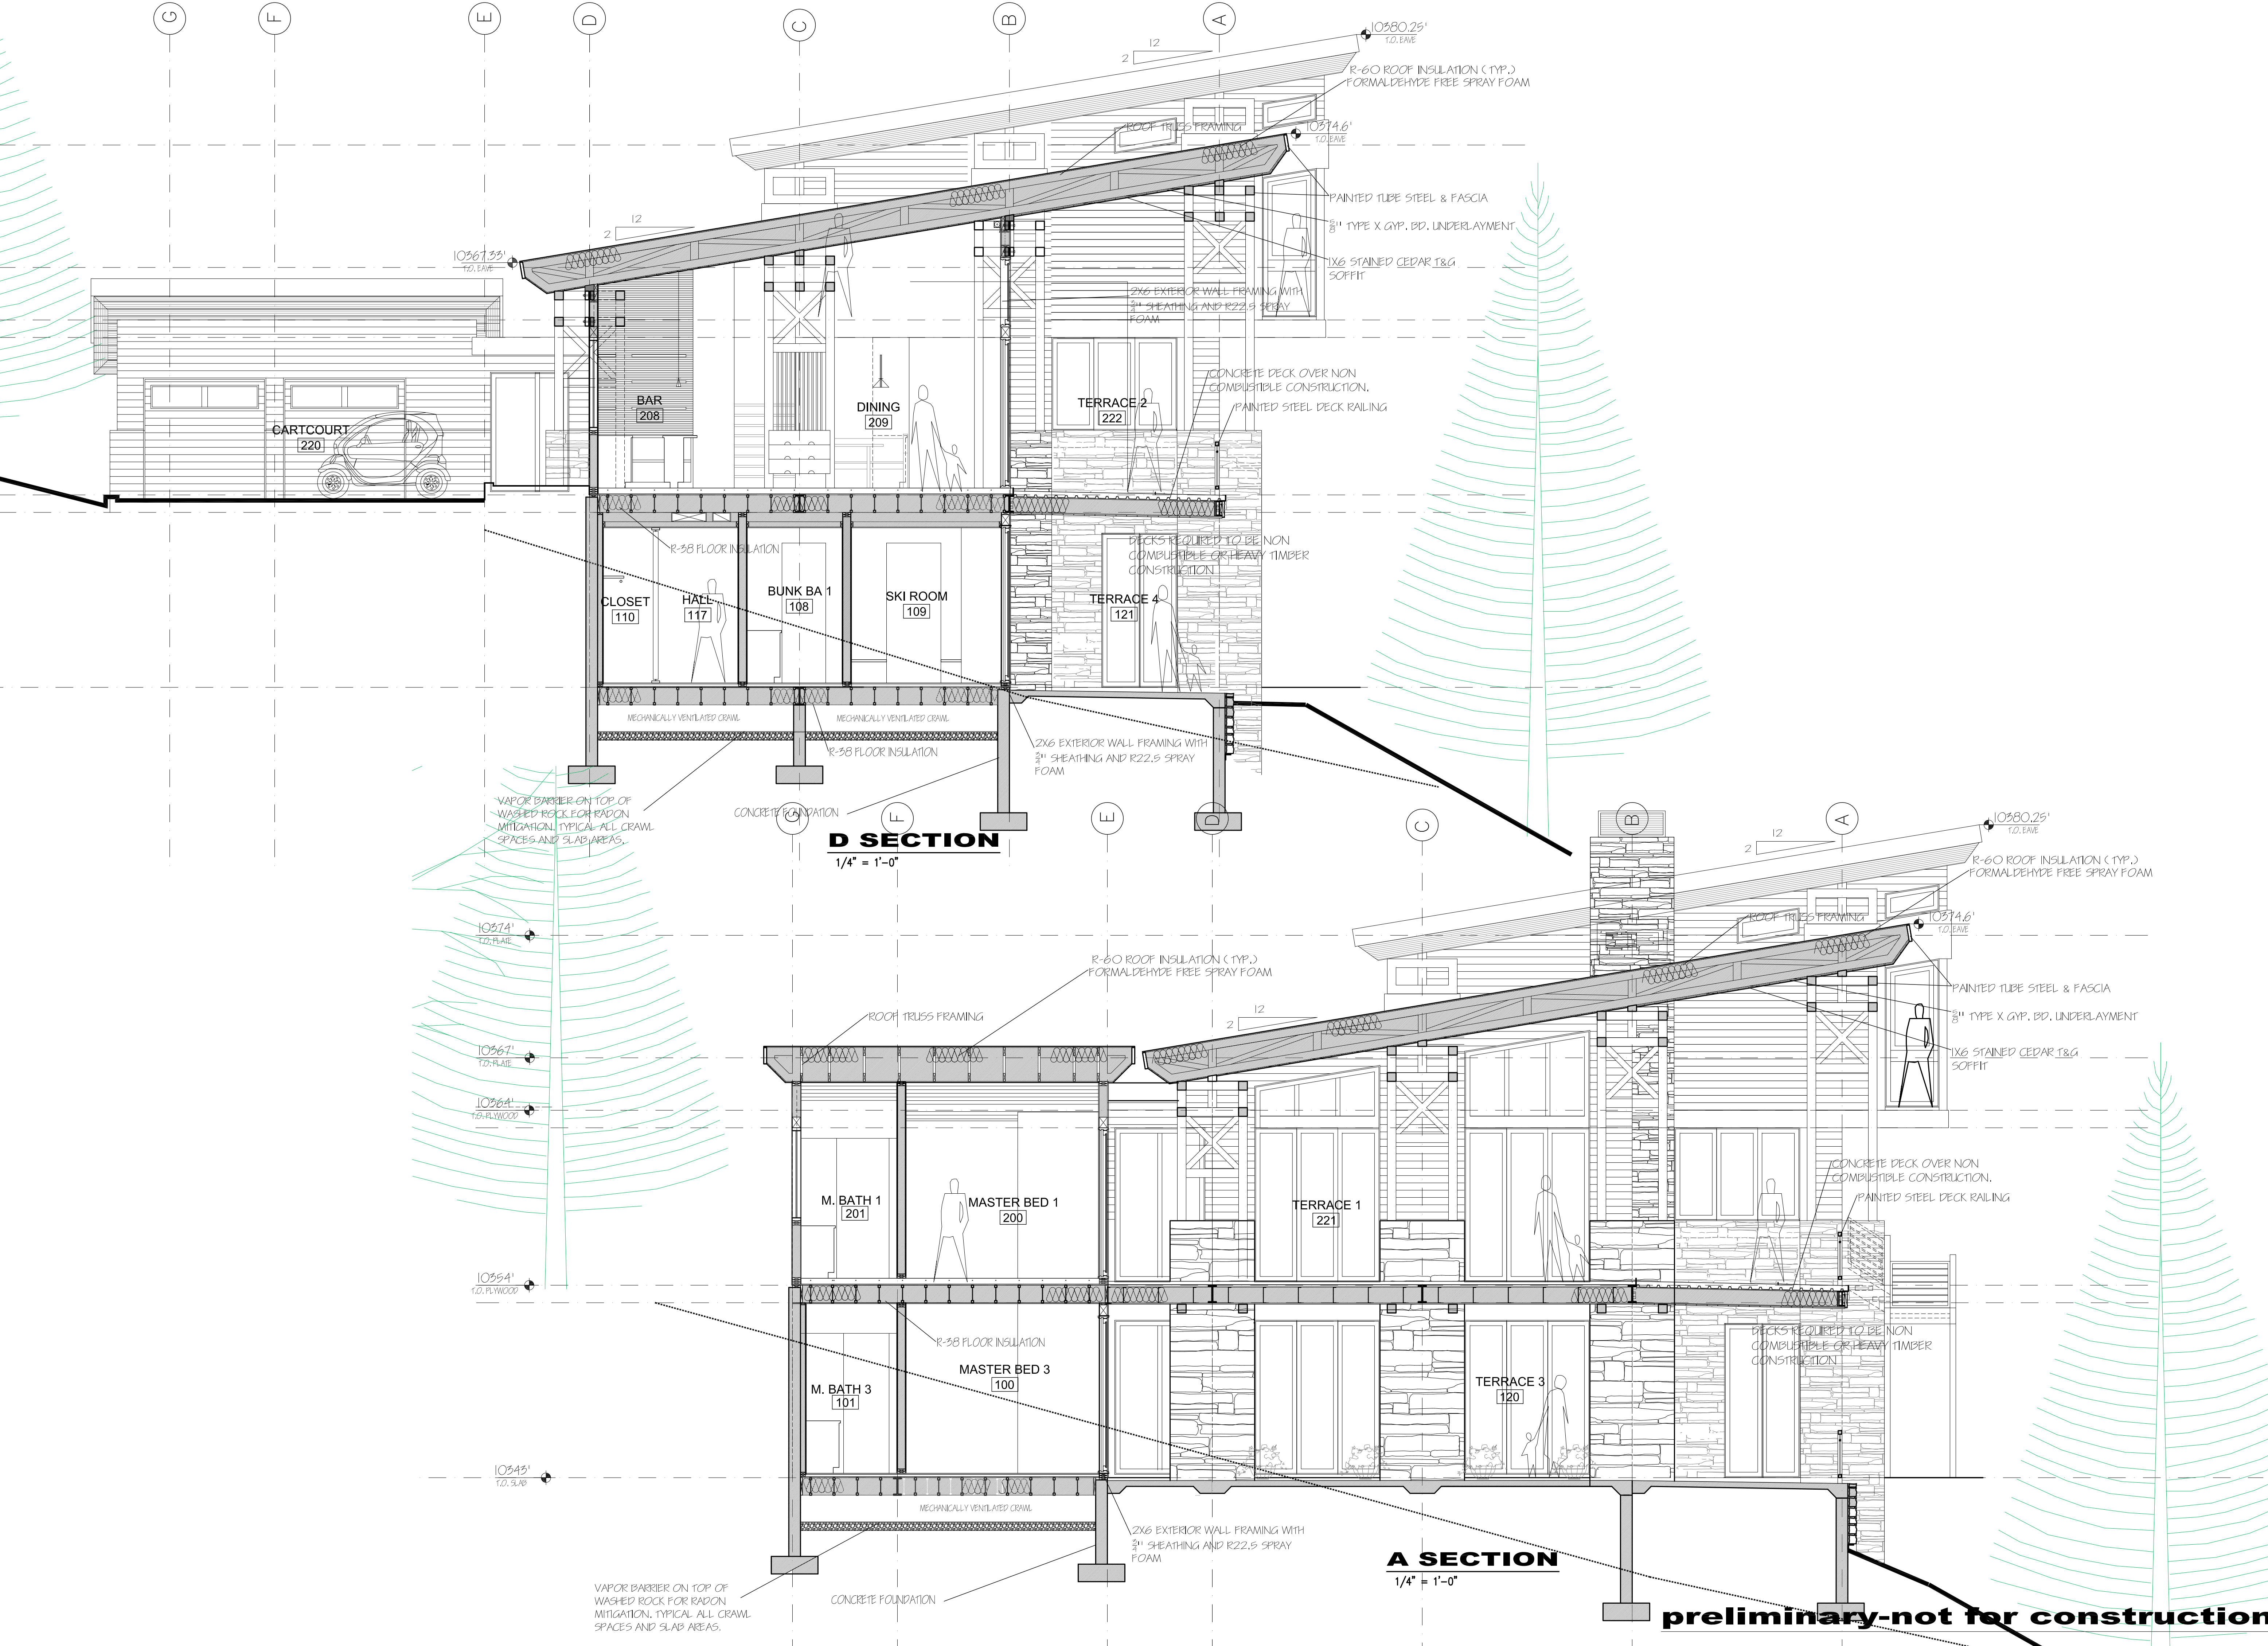 G
F
E
D
C
B
A
10380.25'
T.O. EAVE
12
2
R-60 ROOF INSULATION (TYP.)
FORMALDEHYDE FREE SPRAY FOAM
ROOF TRUSS FRAMING
10374.6'
T.O. EAVE
PAINTED TUBE STEEL & FASCIA
12
2
5/8" TYPE X GYP. BD. UNDERLAYMENT
10367.33'
T.O. EAVE
1X6 STAINED CEDAR T&G
SOFFIT
2X6 EXTERIOR WALL FRAMING WITH
3/4" SHEATHING AND R22.5 SPRAY
FOAM
CONCRETE DECK OVER NON
COMBUSTIBLE CONSTRUCTION.
PAINTED STEEL DECK RAILING
CARTCOURT
220
BAR
208
DINING
209
TERRACE 2
222
R-38 FLOOR INSULATION
DECKS REQUIRED TO BE NON
COMBUSTIBLE OR HEAVY TIMBER
CONSTRUCTION
CLOSET
110
HALL
117
BUNK BA 1
108
SKI ROOM
109
TERRACE 4
121
MECHANICALLY VENTILATED CRAWL
MECHANICALLY VENTILATED CRAWL
R-38 FLOOR INSULATION
2X6 EXTERIOR WALL FRAMING WITH
3/4" SHEATHING AND R22.5 SPRAY
FOAM
VAPOR BARRIER ON TOP OF
WASHED ROCK FOR RADON
MITIGATION. TYPICAL ALL CRAWL
SPACES AND SLAB AREAS.
CONCRETE FOUNDATION
D SECTION
1/4" = 1'-0"
G
F
E
D
C
B
A
10380.25'
T.O. EAVE
12
2
R-60 ROOF INSULATION (TYP.)
FORMALDEHYDE FREE SPRAY FOAM
ROOF TRUSS FRAMING
10374.6'
T.O. EAVE
10374'
T.O. PLATE
R-60 ROOF INSULATION (TYP.)
FORMALDEHYDE FREE SPRAY FOAM
PAINTED TUBE STEEL & FASCIA
ROOF TRUSS FRAMING
12
2
5/8" TYPE X GYP. BD. UNDERLAYMENT
10367'
T.O. PLATE
1X6 STAINED CEDAR T&G
SOFFIT
10364'
T.O. PLYWOOD
CONCRETE DECK OVER NON
COMBUSTIBLE CONSTRUCTION.
PAINTED STEEL DECK RAILING
M. BATH 1
201
MASTER BED 1
200
TERRACE 1
221
10354'
T.O. PLYWOOD
R-38 FLOOR INSULATION
DECKS REQUIRED TO BE NON
COMBUSTIBLE OR HEAVY TIMBER
CONSTRUCTION
M. BATH 3
101
MASTER BED 3
100
TERRACE 3
120
10343'
T.O. SLAB
MECHANICALLY VENTILATED CRAWL
2X6 EXTERIOR WALL FRAMING WITH
3/4" SHEATHING AND R22.5 SPRAY
FOAM
VAPOR BARRIER ON TOP OF
WASHED ROCK FOR RADON
MITIGATION. TYPICAL ALL CRAWL
SPACES AND SLAB AREAS.
CONCRETE FOUNDATION
A SECTION
1/4" = 1'-0"
preliminary-not for construction